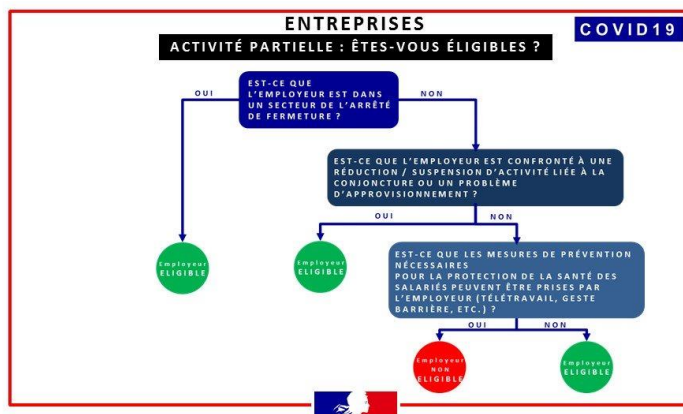 ENTREPRISES
COVID19
ACTIVITÉ PARTIELLE : ÊTES-VOUS ÉLIGIBLES ?
EST-CE QUE
L'EMPLOYEUR EST DANS
UN SECTEUR DE L'ARRÊTÉ
DE FERMETURE ?
OUI
NON
EST-CE QUE L'EMPLOYEUR EST CONFRONTÉ À UNE
RÉDUCTION / SUSPENSION D'ACTIVITÉ LIÉE À LA
CONJONCTURE OU UN PROBLÈME
D'APPROVISIONNEMENT ?
OUI
NON
Employeur
ELIGIBLE
Employeur
ELIGIBLE
EST-CE QUE LES MESURES DE PRÉVENTION
NÉCESSAIRES
POUR LA PROTECTION DE LA SANTÉ DES
SALARIÉS PEUVENT ÊTRE PRISES PAR
L'EMPLOYEUR (TÉLÉTRAVAIL, GESTE
BARRIÈRE, ETC.) ?
OUI
NON
Employeur
NON
ELIGIBLE
Employeur
ELIGIBLE